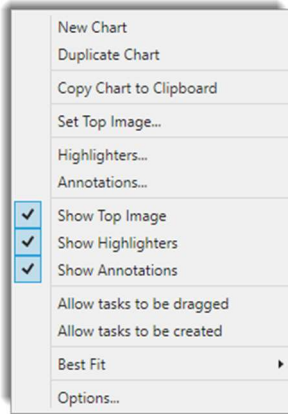 New Chart
Duplicate Chart
Copy Chart to Clipboard
Set Top Image...
Highlighters...
Annotations...
Show Top Image
Show Highlighters
Show Annotations
Allow tasks to be dragged
Allow tasks to be created
Best Fit
Options...